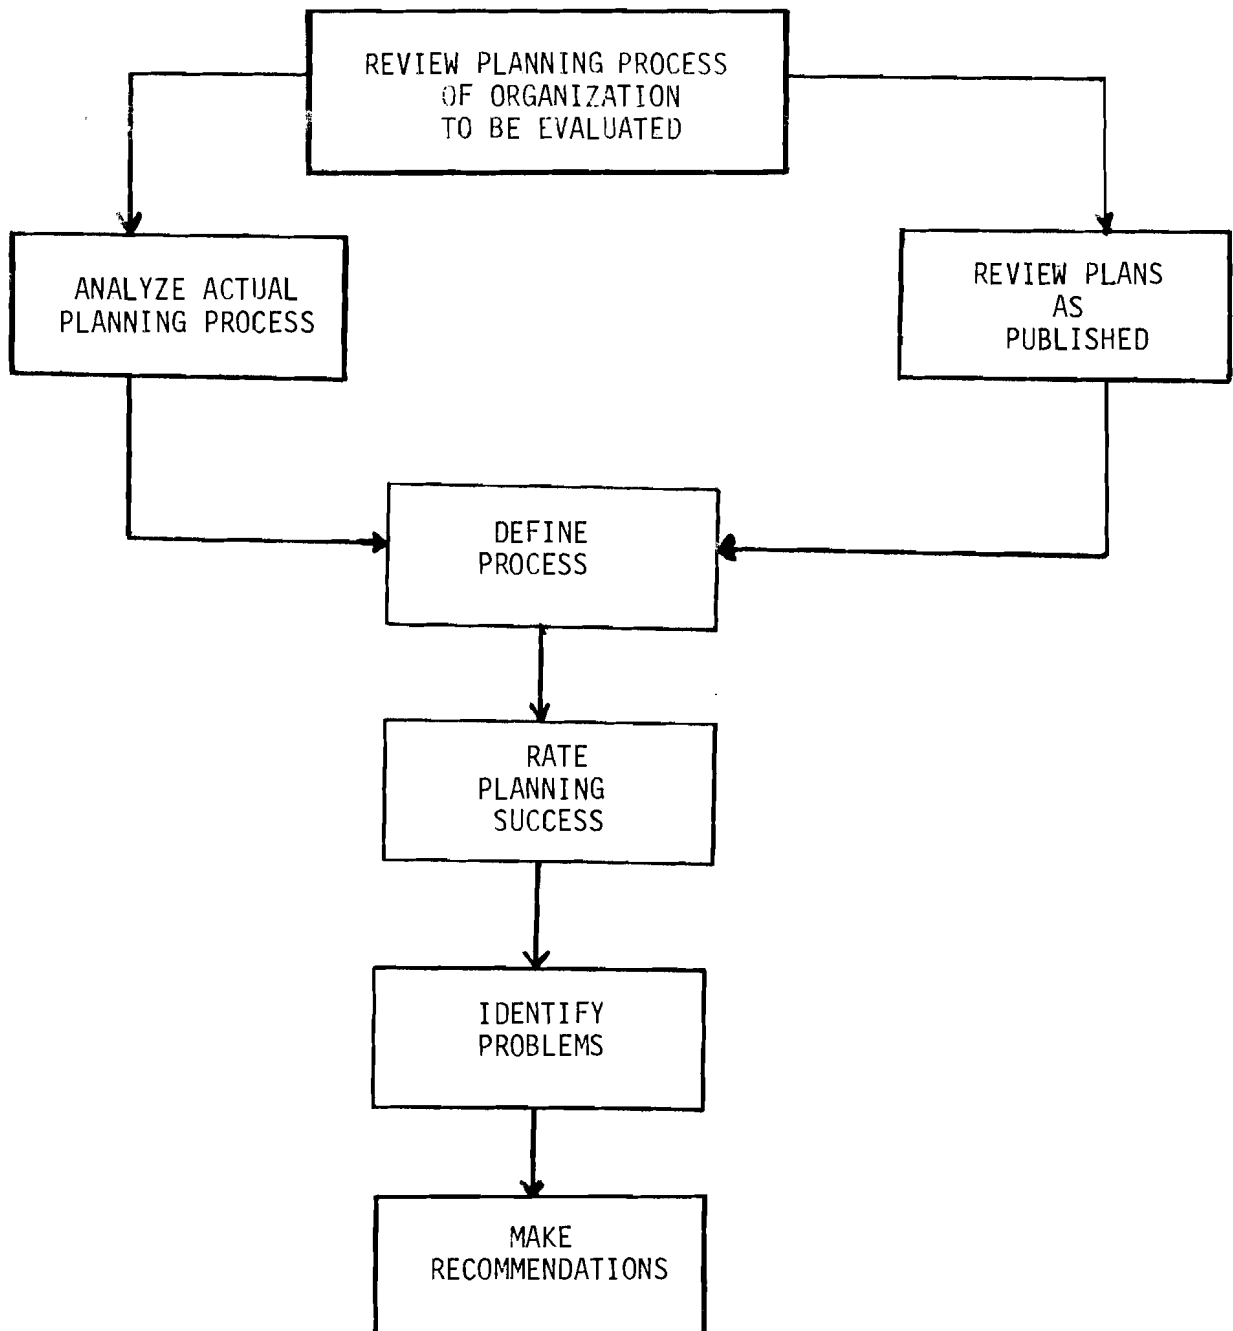 REVIEW PLANNING PROCESS
OF ORGANIZATION
TO BE EVALUATED
ANALYZE ACTUAL
PLANNING PROCESS
REVIEW PLANS
AS
PUBLISHED
DEFINE
PROCESS
RATE
PLANNING
SUCCESS
IDENTIFY
PROBLEMS
MAKE
RECOMMENDATIONS